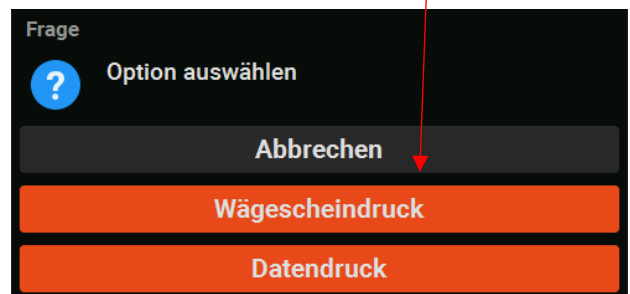 Frage
?
Option auswählen
Abbrechen
Wägescheindruck
Datendruck